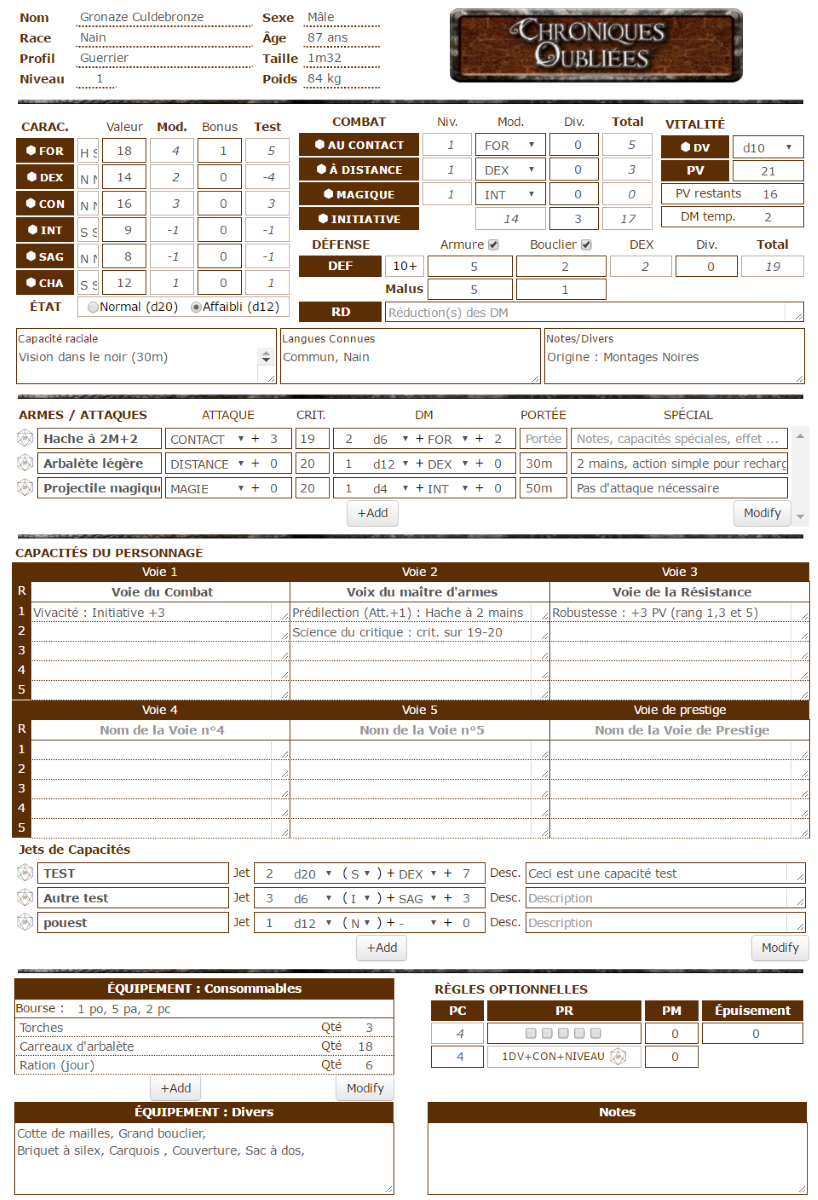 Nom Gronaze Culdebronze Sexe Mâle
Race Nain Âge 87 ans
Profil Guerrier Taille 1m32
Niveau 1 Poids 84 kg
CHRONIQUES
OUBLIÉES
CARAC. Valeur Mod. Bonus Test
FOR H S 18 4 1 5
DEX N N 14 2 0 -4
CON N N 16 3 0 3
INT S S 9 -1 0 -1
SAG N N 8 -1 0 -1
CHA S S 12 1 0 1
ÉTAT Normal (d20) Affaibli (d12)
COMBAT Niv. Mod. Div. Total
AU CONTACT 1 FOR 0 5
À DISTANCE 1 DEX 0 3
MAGIQUE 1 INT 0 0
INITIATIVE 14 3 17
VITALITÉ
DV d10
PV 21
PV restants 16
DM temp. 2
DÉFENSE Armure Bouclier DEX Div. Total
DEF 10+ 5 2 2 0 19
Malus 5 1
RD Réduction(s) des DM
Capacité raciale
Vision dans le noir (30m)
Langues Connues
Commun, Nain
Notes/Divers
Origine : Montages Noires
ARMES / ATTAQUES ATTAQUE CRIT. DM PORTÉE SPÉCIAL
Hache à 2M+2 CONTACT + 3 19 2 d6 + FOR + 2 Portée Notes, capacités spéciales, effet ...
Arbalète légère DISTANCE + 0 20 1 d12 + DEX + 0 30m 2 mains, action simple pour recharg
Projectile magiqu MAGIE + 0 20 1 d4 + INT + 0 50m Pas d'attaque nécessaire
+Add Modify
CAPACITÉS DU PERSONNAGE
Voie 1 Voie 2 Voie 3
R Voie du Combat Voix du maître d'armes Voie de la Résistance
1 Vivacité : Initiative +3 Prédilection (Att.+1) : Hache à 2 mains Robustesse : +3 PV (rang 1,3 et 5)
2 Science du critique : crit. sur 19-20
3
4
5
Voie 4 Voie 5 Voie de prestige
R Nom de la Voie n°4 Nom de la Voie n°5 Nom de la Voie de Prestige
1
2
3
4
5
Jets de Capacités
TEST Jet 2 d20 ( S ) + DEX + 7 Desc. Ceci est une capacité test
Autre test Jet 3 d6 ( I ) + SAG + 3 Desc. Description
pouest Jet 1 d12 ( N ) + - + 0 Desc. Description
+Add Modify
ÉQUIPEMENT : Consommables
Bourse : 1 po, 5 pa, 2 pc
Torches Qté 3
Carreaux d'arbalète Qté 18
Ration (jour) Qté 6
+Add Modify
RÈGLES OPTIONNELLES
PC PR PM Épuisement
4 0 0
4 1DV+CON+NIVEAU 0
ÉQUIPEMENT : Divers
Cotte de mailles, Grand bouclier,
Briquet à silex, Carquois , Couverture, Sac à dos,
Notes